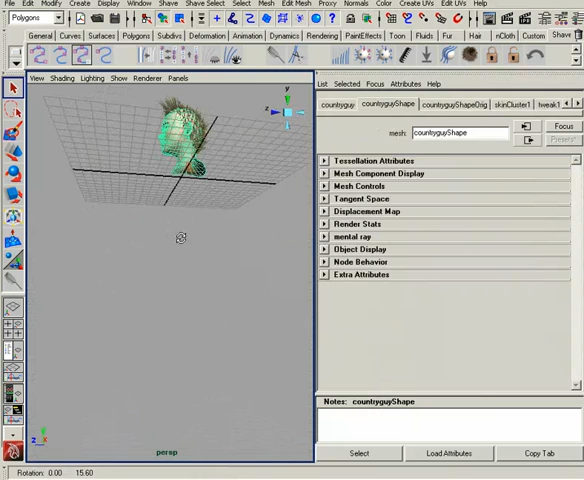 File Edit Modify Create Display Window Shave Shave Select Select Mesh Edit Mesh Proxy Normals Color Create UVs Edit UVs
Polygons
General Curves Surfaces Polygons Subdivs Deformation Animation Dynamics Rendering PaintEffects Toon Fluids Fur Hair nCloth Custom Shave
View Shading Lighting Show Renderer Panels
List Selected Focus Attributes Help
countryguy countryguyShape countryguyShapeOrig skinCluster1 tweak1
mesh: countryguyShape
Focus
Presets*
Tessellation Attributes
Mesh Component Display
Mesh Controls
Tangent Space
Displacement Map
Render Stats
mental ray
Object Display
Node Behavior
Extra Attributes
y
z
Notes: countryguyShape
persp
Select Load Attributes Copy Tab
Rotation: 0.00 15.60